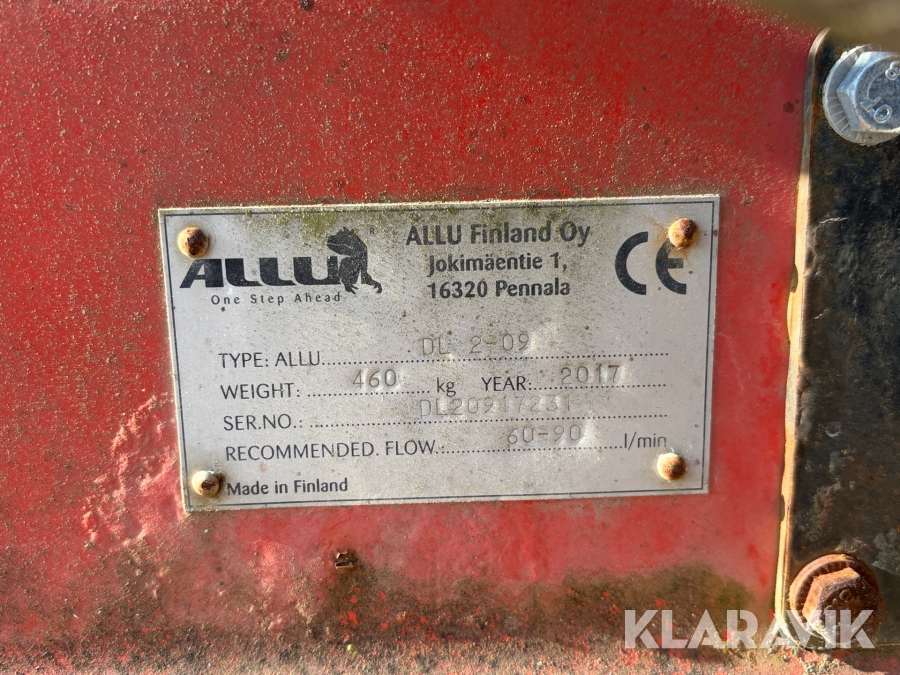 ALLU®
One Step Ahead
ALLU Finland Oy
Jokimäentie 1,
16320 Pennala
CE
TYPE: ALLU DL 2-09
WEIGHT: 460 kg YEAR: 2017
SER.NO.: DL20917231
RECOMMENDED. FLOW.: 60-90 l/min
Made in Finland
KLARAVIK